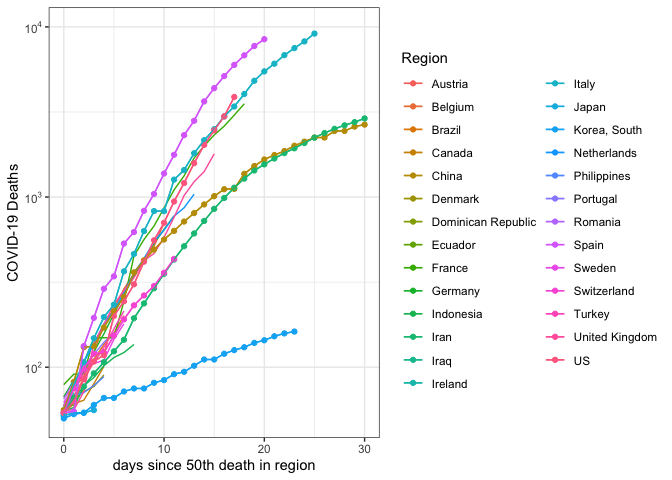 10⁴
10³
10²
COVID-19 Deaths
0
10
20
30
days since 50th death in region
Region
Austria
Belgium
Brazil
Canada
China
Denmark
Dominican Republic
Ecuador
France
Germany
Indonesia
Iran
Iraq
Ireland
Italy
Japan
Korea, South
Netherlands
Philippines
Portugal
Romania
Spain
Sweden
Switzerland
Turkey
United Kingdom
US